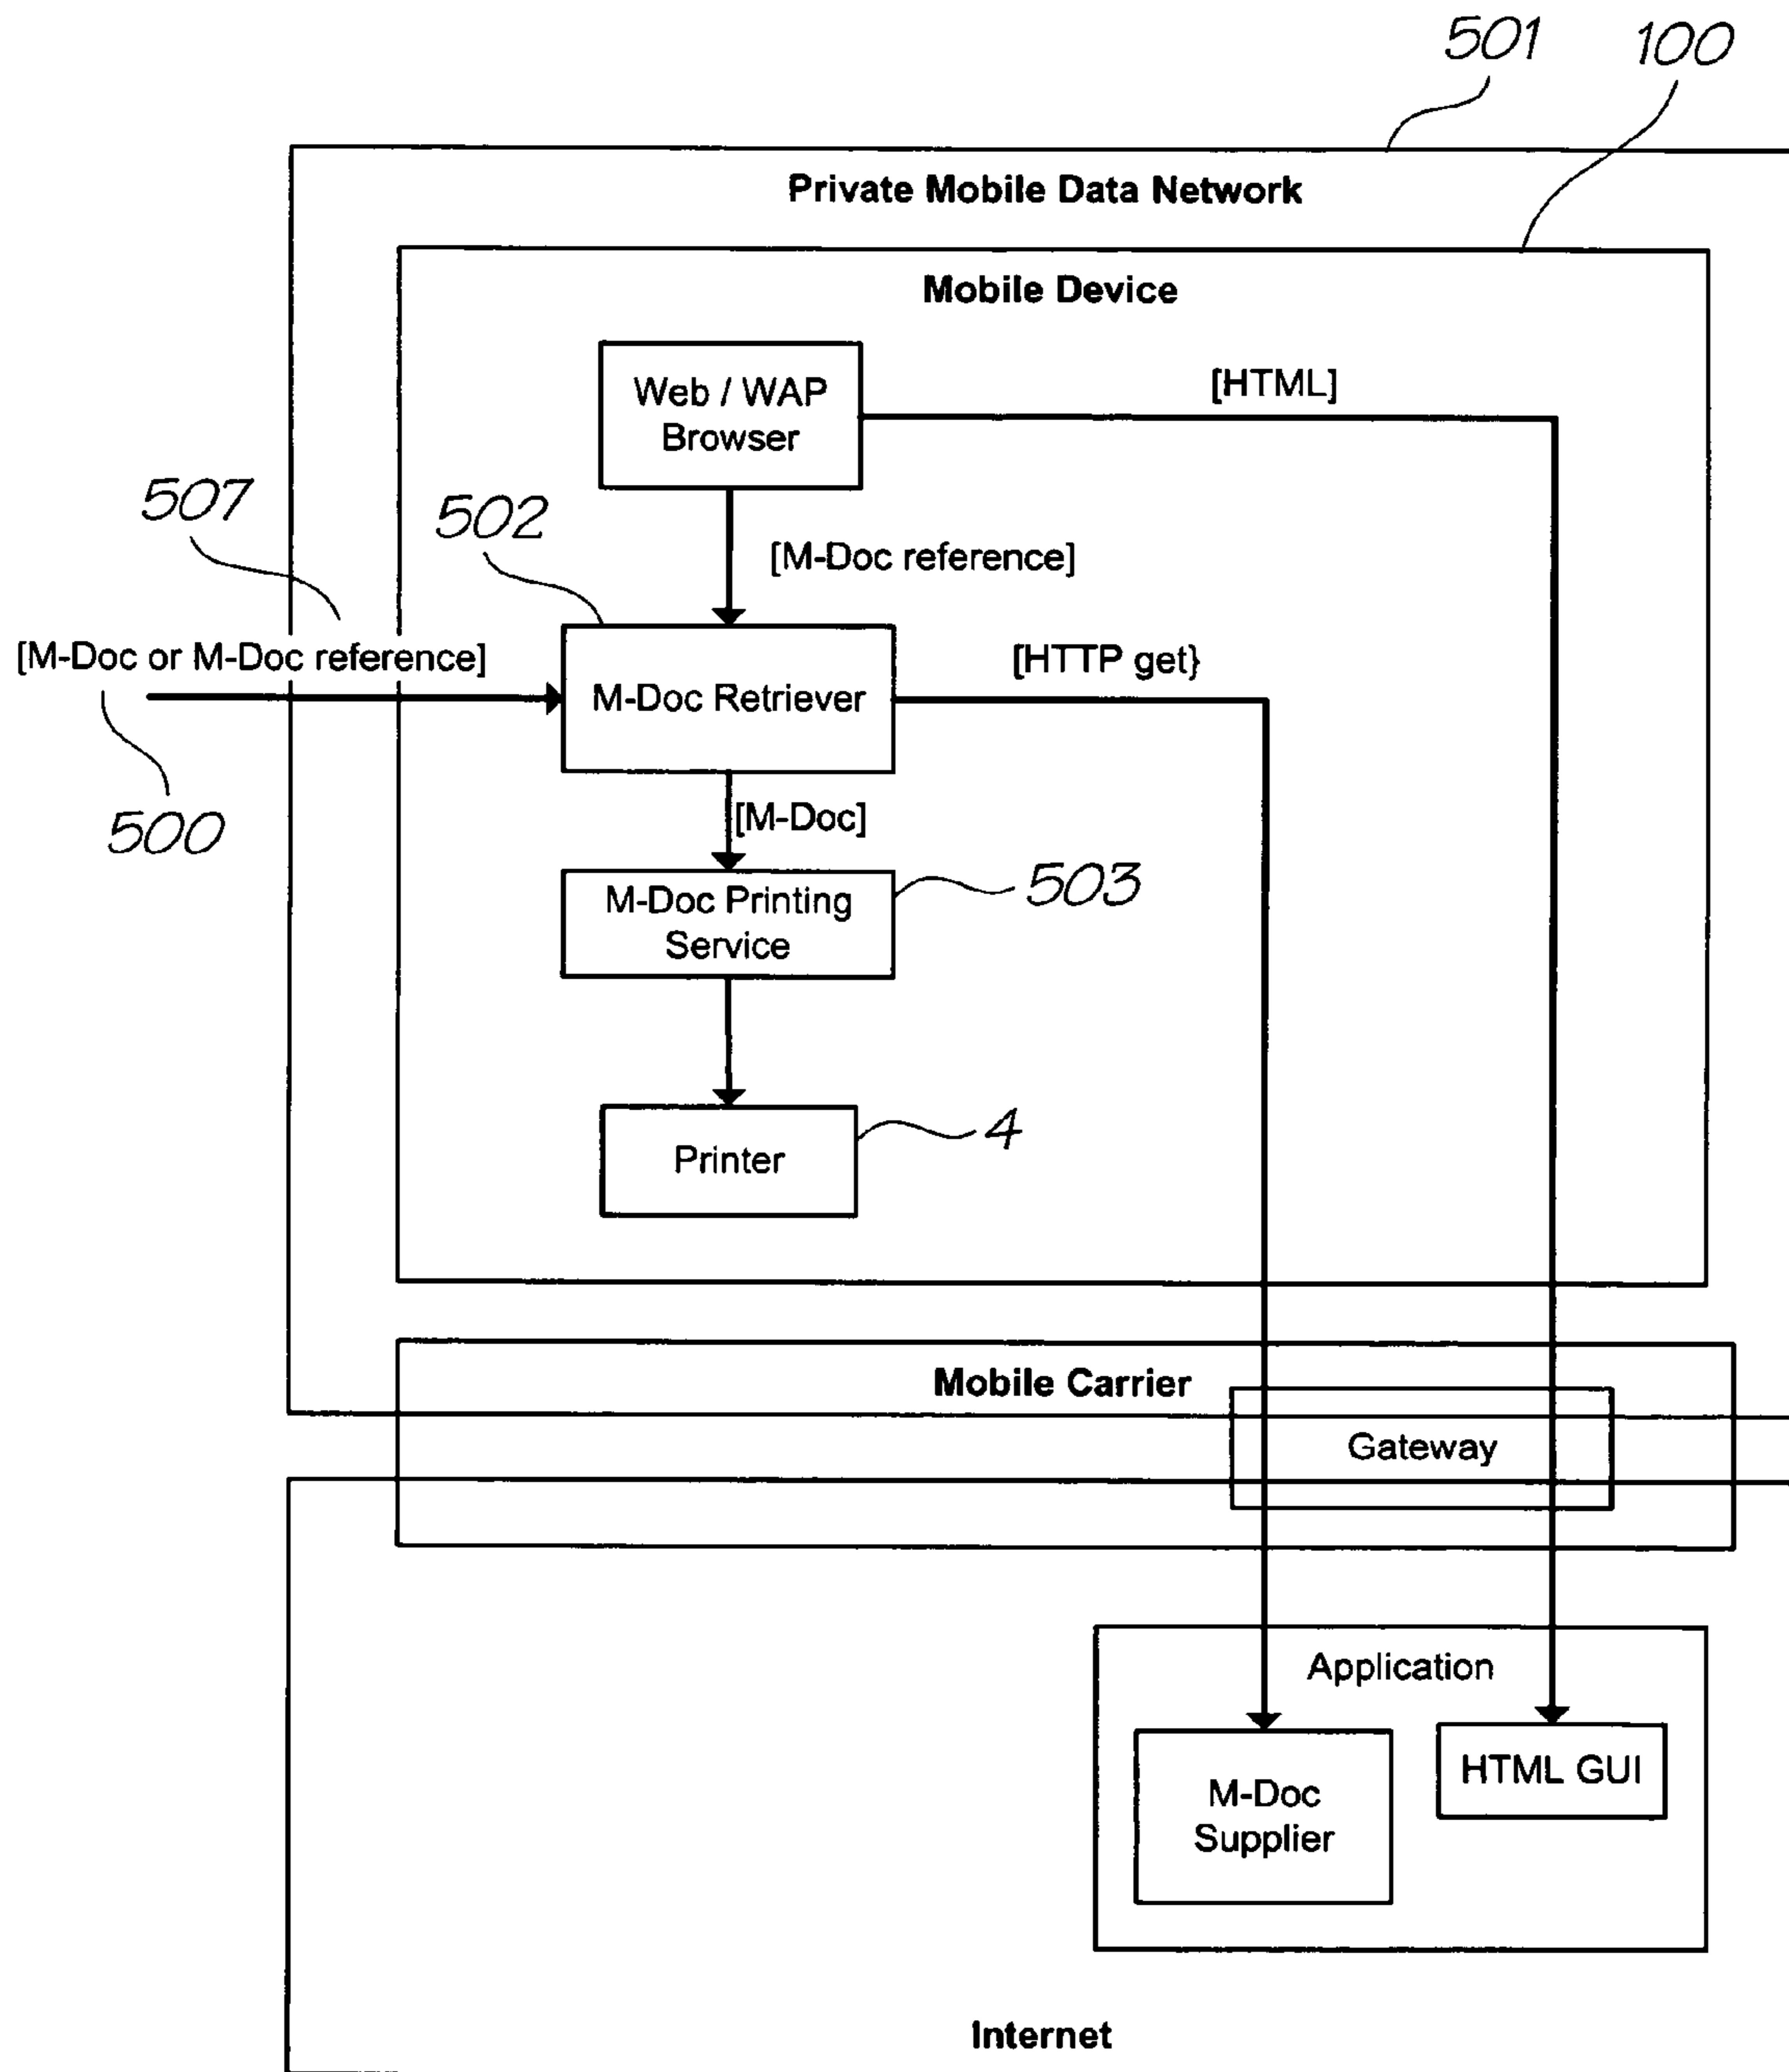 501
100
Private Mobile Data Network
Mobile Device
Web / WAP
Browser
[HTML]
507
502
[M-Doc reference]
[M-Doc or M-Doc reference]
M-Doc Retriever
[HTTP get}
500
[M-Doc]
M-Doc Printing
Service
503
Printer
4
Mobile Carrier
Gateway
Application
M-Doc
Supplier
HTML GUI
Internet